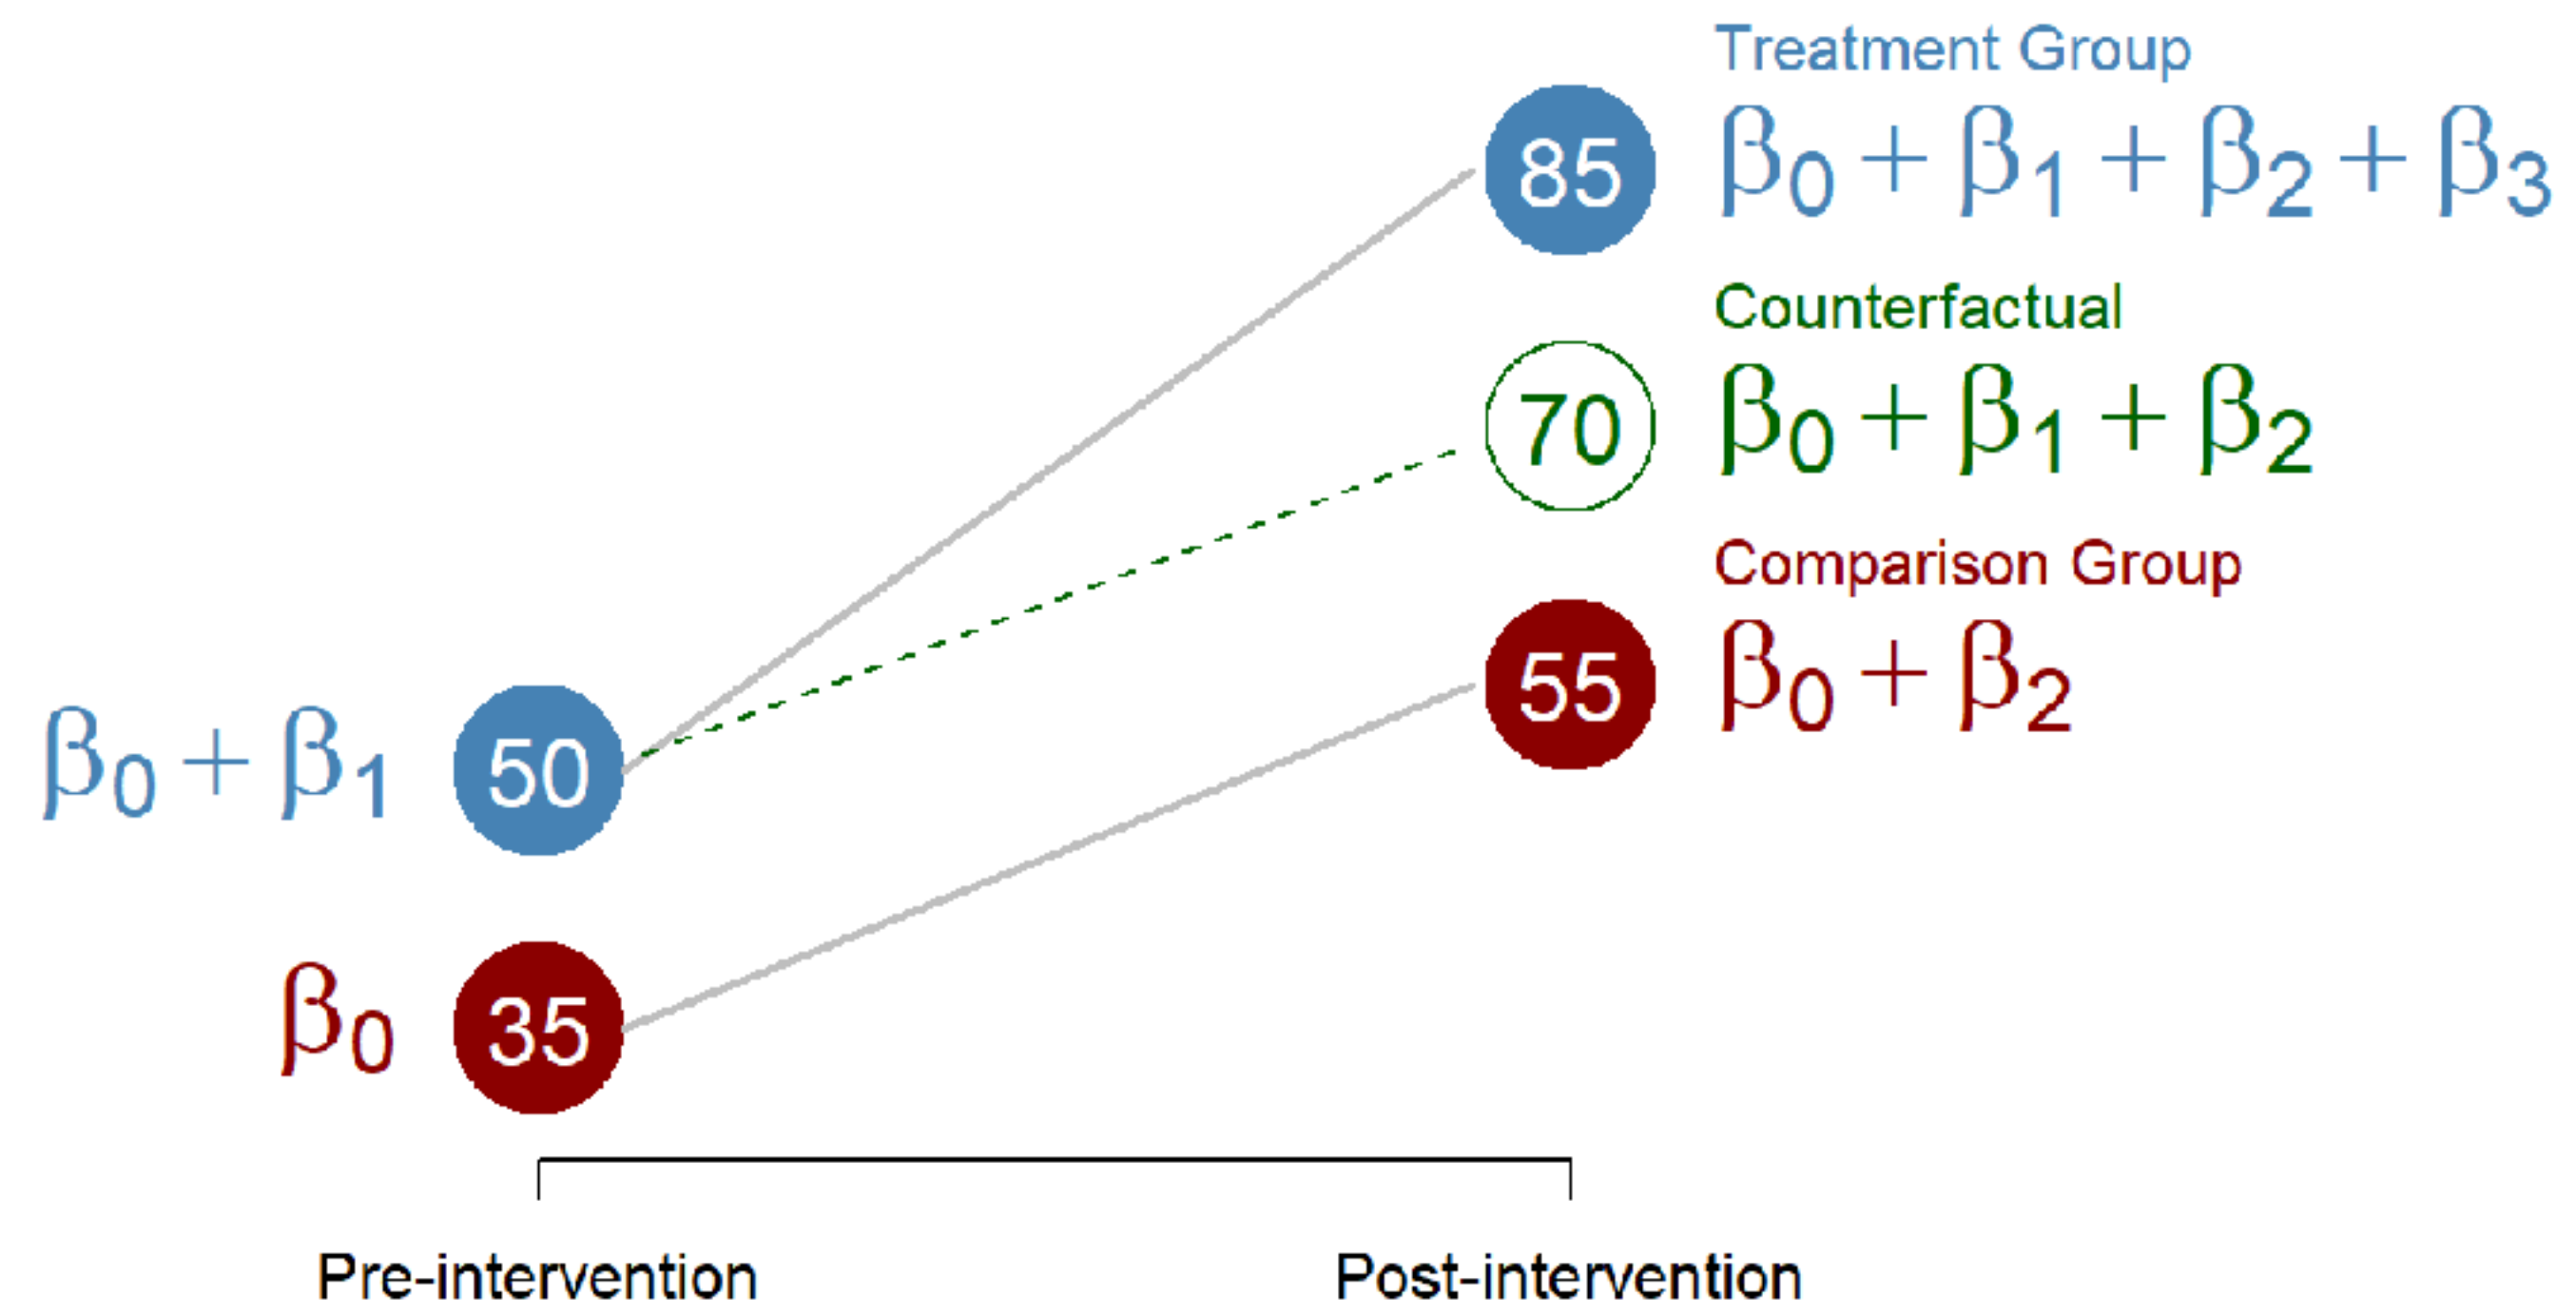 Treatment Group
85 β0 + β1 + β2 + β3
Counterfactual
70 β0 + β1 + β2
Comparison Group
55 β0 + β2
β0 + β1 50
β0 35
Pre-intervention Post-intervention